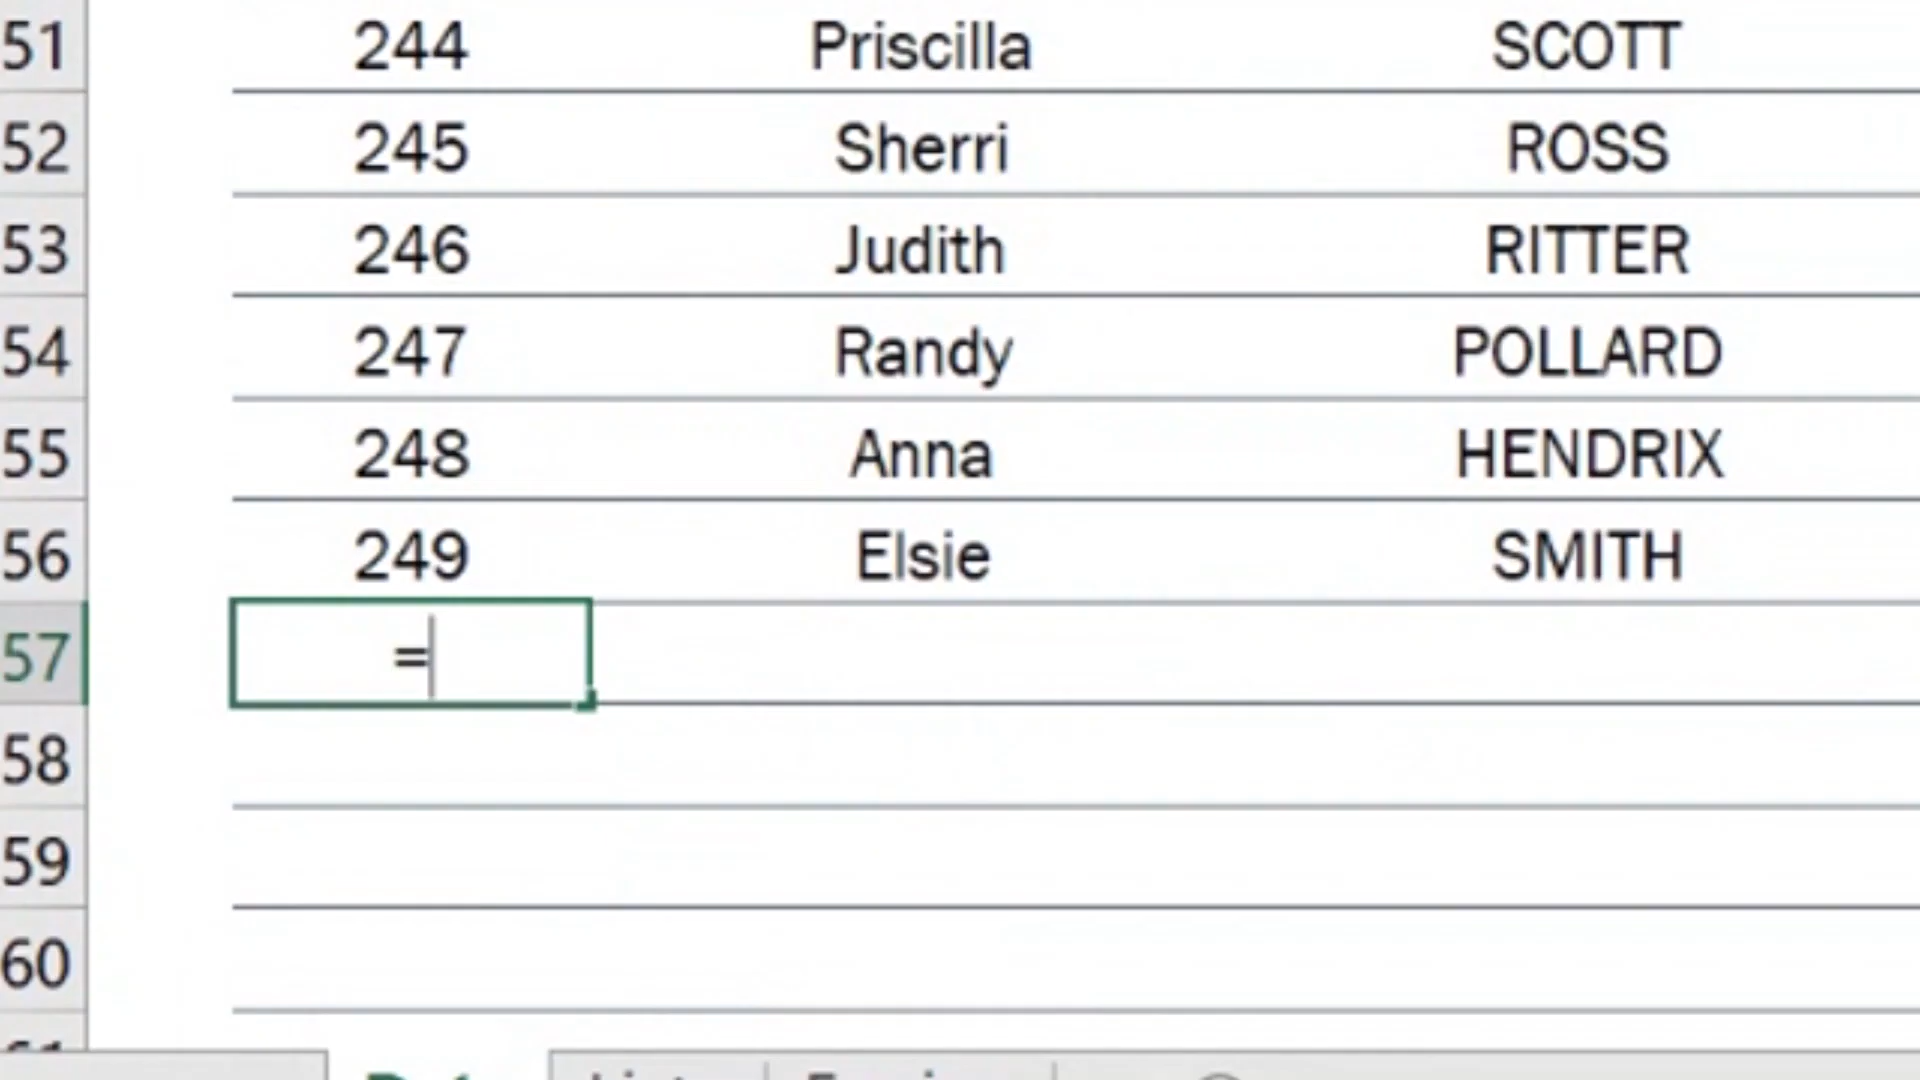 51 244 Priscilla SCOTT
52 245 Sherri ROSS
53 246 Judith RITTER
54 247 Randy POLLARD
55 248 Anna HENDRIX
56 249 Elsie SMITH
57 =
58
59
60